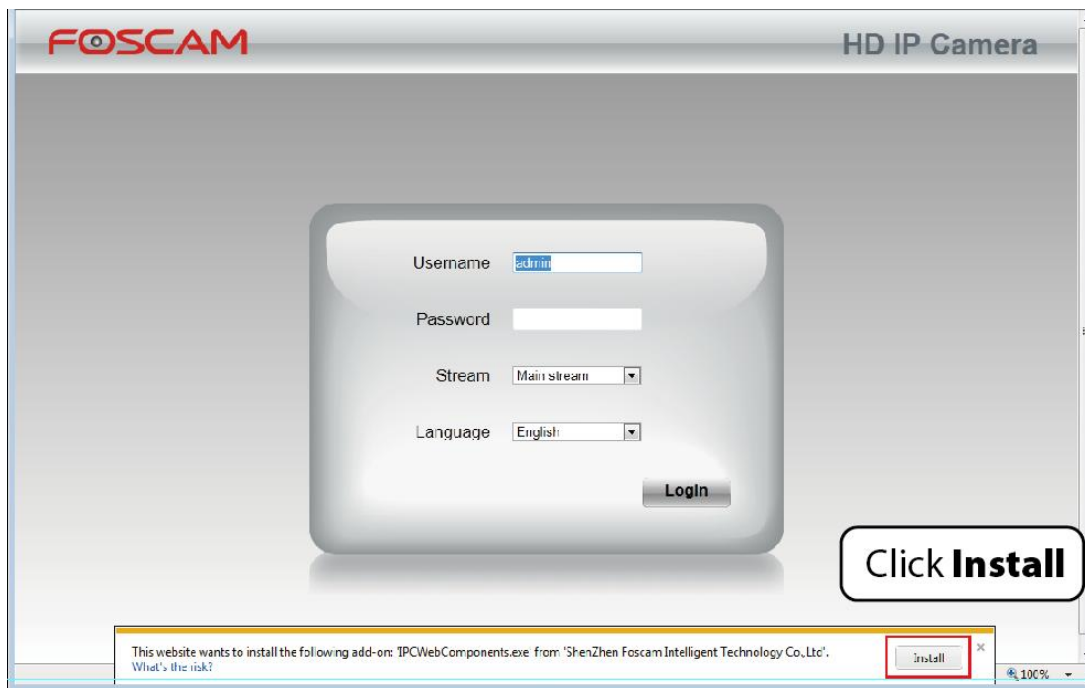 FOSCAM
HD IP Camera
Username admin
Password
Stream Main stream
Language English
Login
Click Install
This website wants to install the following add-on: 'IPCWebComponents.exe' from 'ShenZhen Foscam Intelligent Technology Co.,Ltd'.
What's the risk?
Install
100%